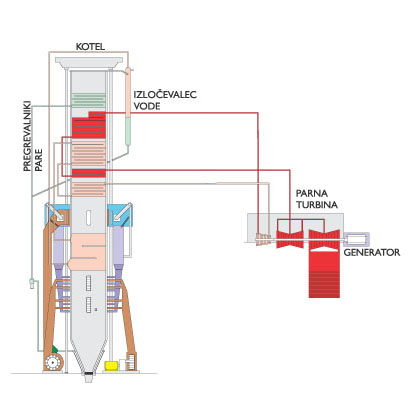 KOTEL
IZLOČEVALEC
VODE
PREGREVALNIKI
PARE
PARNA
TURBINA
GENERATOR